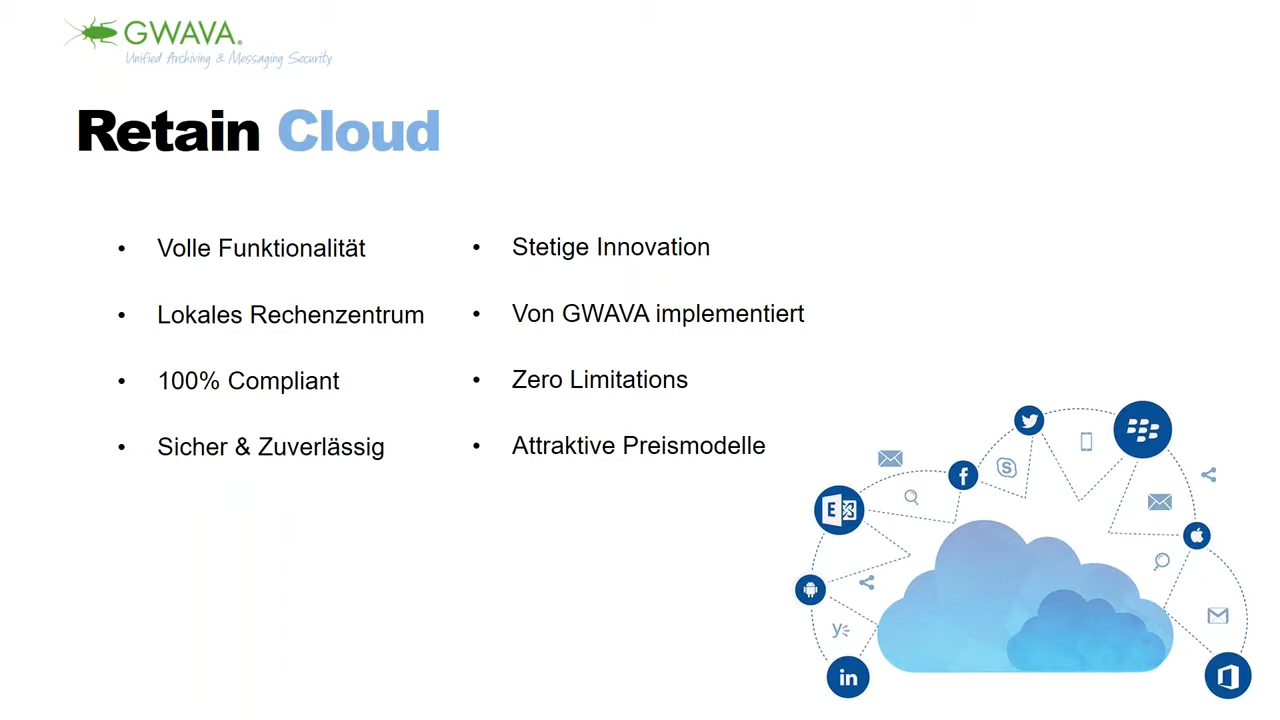 GWAVA®
Unified Archiving & Messaging Security
Retain Cloud
• Volle Funktionalität
• Lokales Rechenzentrum
• 100% Compliant
• Sicher & Zuverlässig
• Stetige Innovation
• Von GWAVA implementiert
• Zero Limitations
• Attraktive Preismodelle